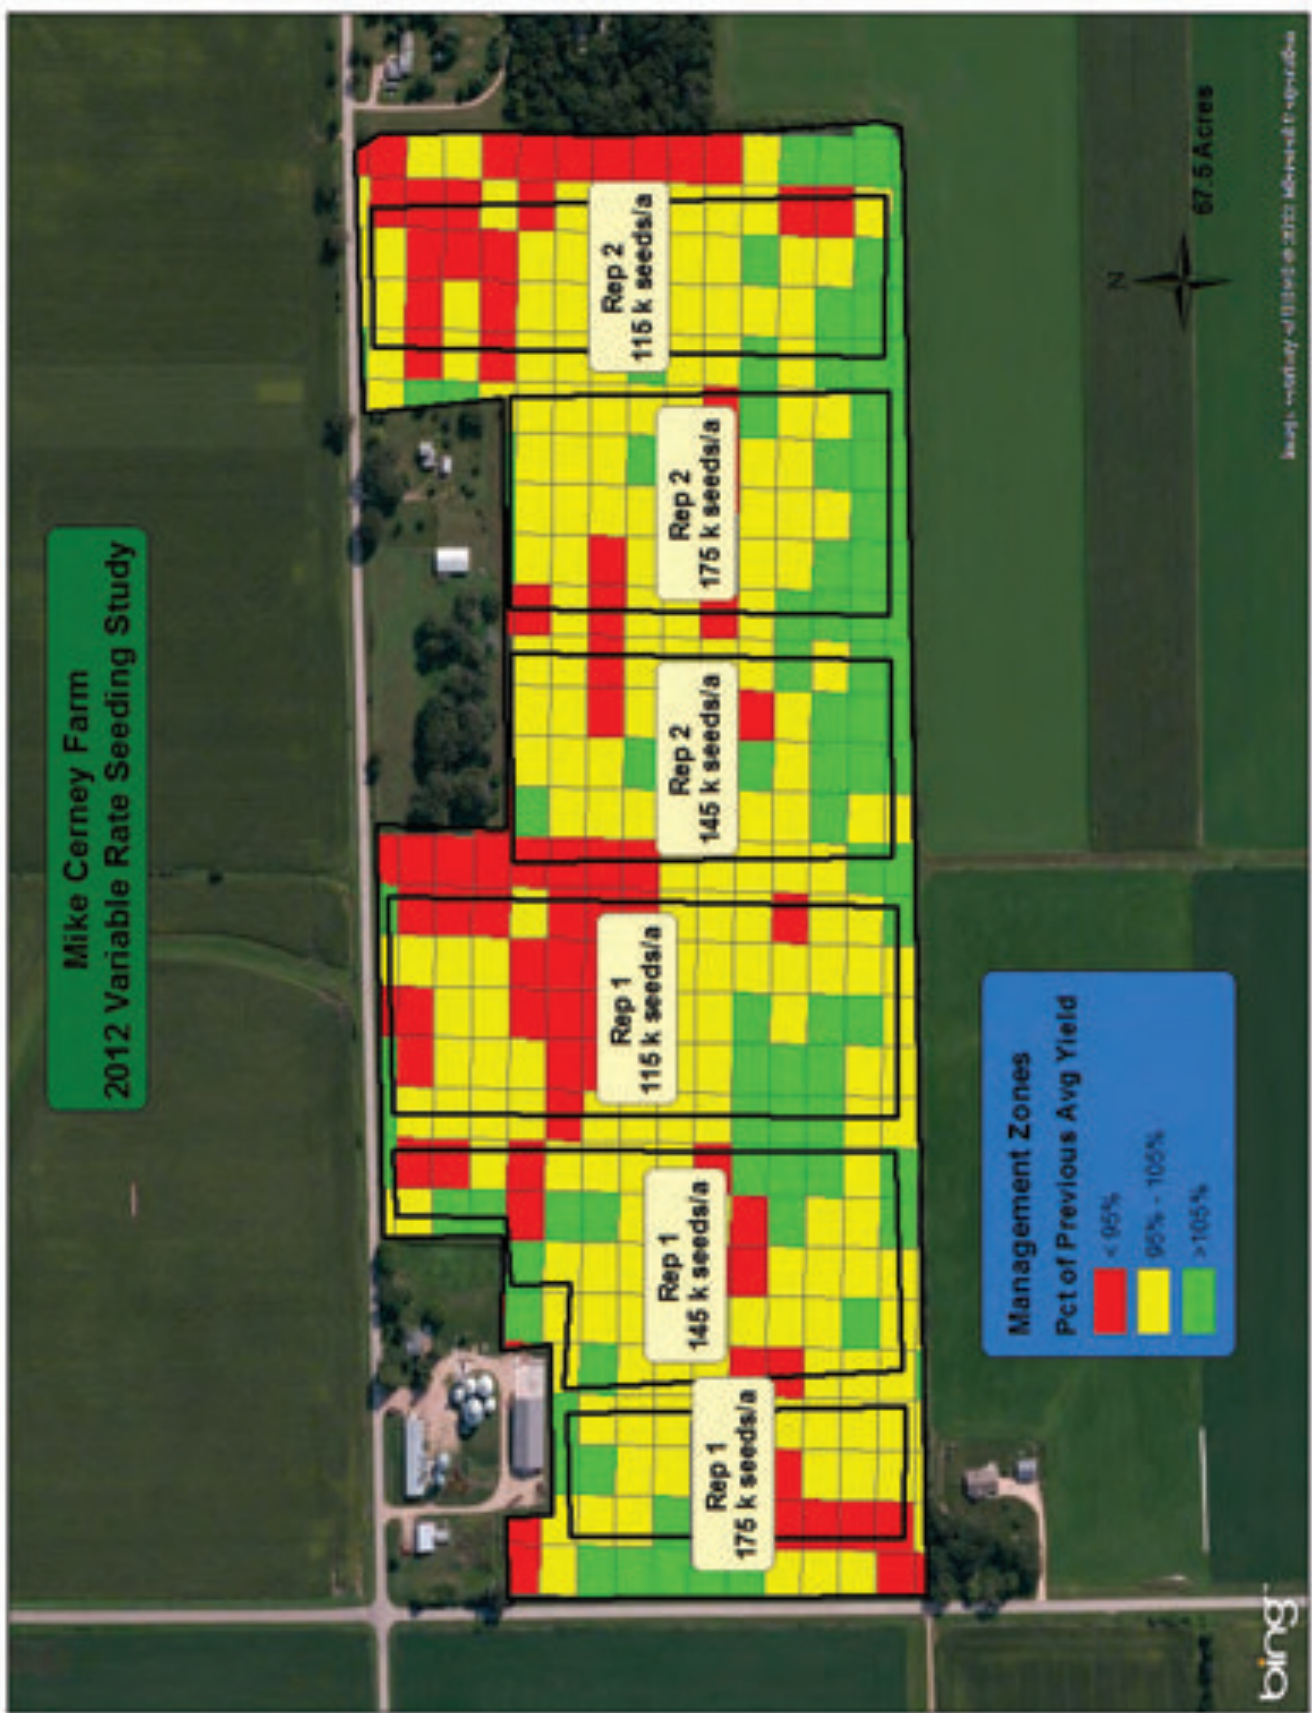 Mike Cerney Farm
2012 Variable Rate Seeding Study
Rep 1
175 k seeds/a
Rep 1
145 k seeds/a
Rep 1
115 k seeds/a
Rep 2
145 k seeds/a
Rep 2
175 k seeds/a
Rep 2
115 k seeds/a
Management Zones
Pct of Previous Avg Yield
< 95%
95% - 105%
>105%
N
67.5 Acres
bing